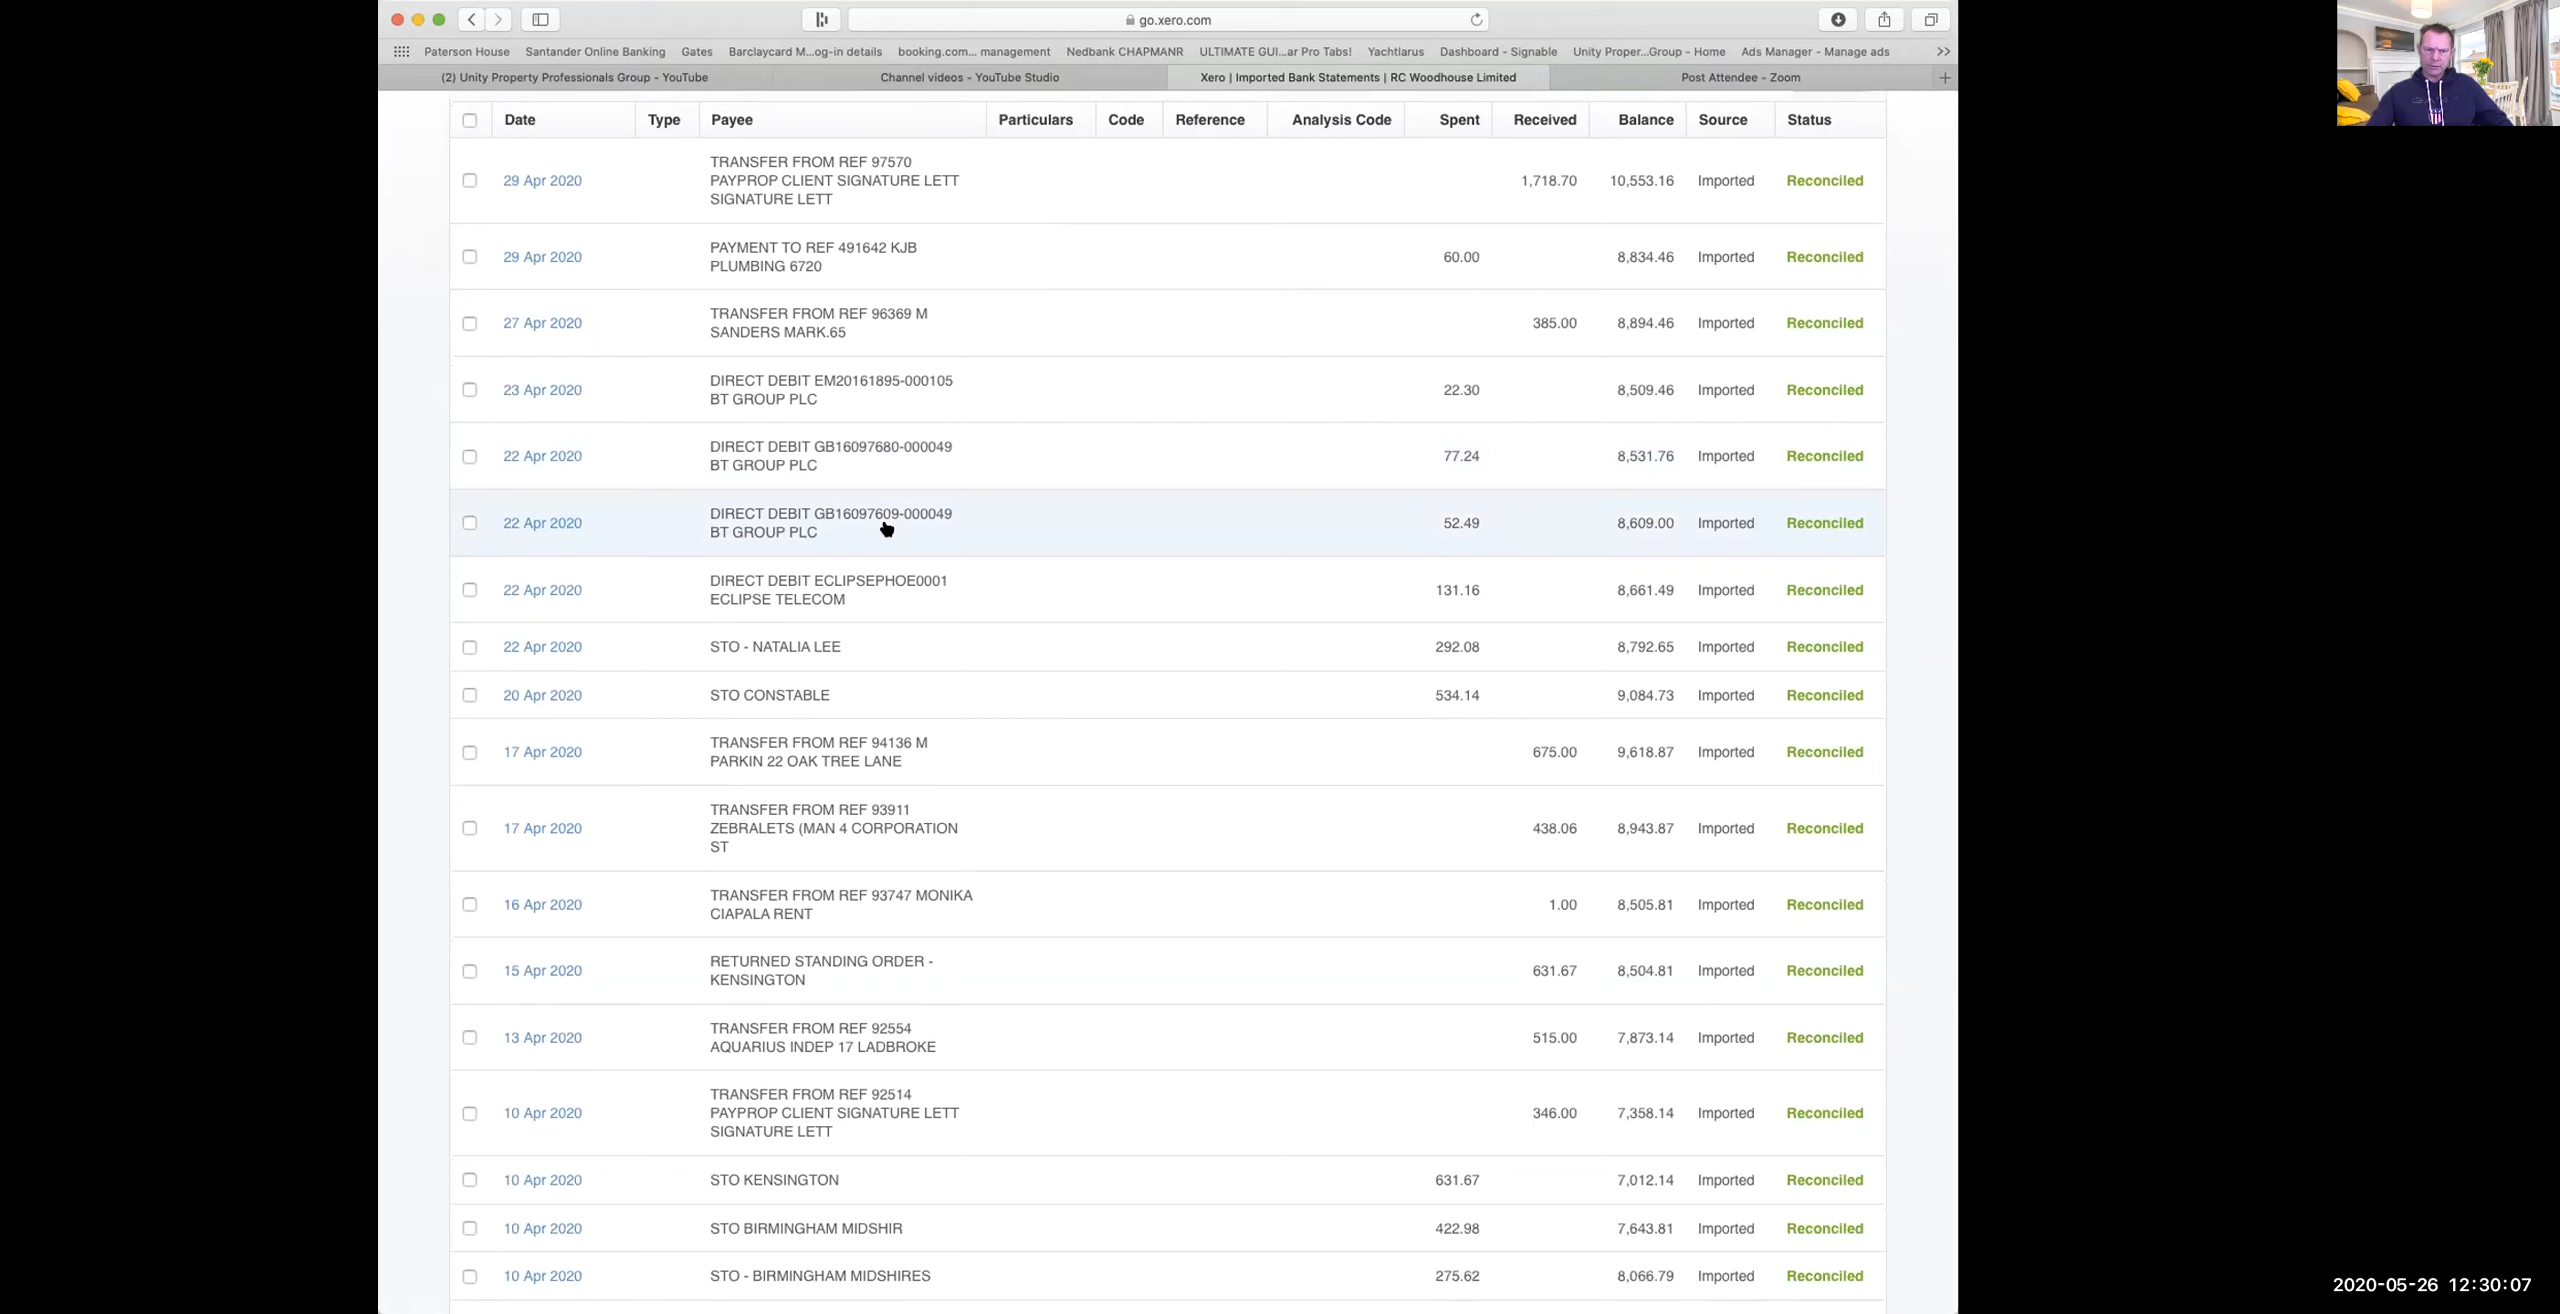 go.xero.com
Paterson House Santander Online Banking Gates Barclaycard M...og-in details booking.com... management Nedbank CHAPMANR ULTIMATE GUI...ar Pro Tabs! Yachtlarus Dashboard - Signable Unity Proper...Group - Home Ads Manager - Manage ads >>
(2) Unity Property Professionals Group - YouTube Channel videos - YouTube Studio Xero | Imported Bank Statements | RC Woodhouse Limited Post Attendee - Zoom +
Date Type Payee Particulars Code Reference Analysis Code Spent Received Balance Source Status
TRANSFER FROM REF 97570
29 Apr 2020 PAYPROP CLIENT SIGNATURE LETT 1,718.70 10,553.16 Imported Reconciled
SIGNATURE LETT
PAYMENT TO REF 491642 KJB
29 Apr 2020 60.00 8,834.46 Imported Reconciled
PLUMBING 6720
TRANSFER FROM REF 96369 M
27 Apr 2020 385.00 8,894.46 Imported Reconciled
SANDERS MARK.65
DIRECT DEBIT EM20161895-000105
23 Apr 2020 22.30 8,509.46 Imported Reconciled
BT GROUP PLC
DIRECT DEBIT GB16097680-000049
22 Apr 2020 77.24 8,531.76 Imported Reconciled
BT GROUP PLC
DIRECT DEBIT GB16097609-000049
22 Apr 2020 52.49 8,609.00 Imported Reconciled
BT GROUP PLC
DIRECT DEBIT ECLIPSEPHOE0001
22 Apr 2020 131.16 8,661.49 Imported Reconciled
ECLIPSE TELECOM
22 Apr 2020 STO - NATALIA LEE 292.08 8,792.65 Imported Reconciled
20 Apr 2020 STO CONSTABLE 534.14 9,084.73 Imported Reconciled
TRANSFER FROM REF 94136 M
17 Apr 2020 675.00 9,618.87 Imported Reconciled
PARKIN 22 OAK TREE LANE
TRANSFER FROM REF 93911
17 Apr 2020 ZEBRALETS (MAN 4 CORPORATION 438.06 8,943.87 Imported Reconciled
ST
TRANSFER FROM REF 93747 MONIKA
16 Apr 2020 1.00 8,505.81 Imported Reconciled
CIAPALA RENT
RETURNED STANDING ORDER -
15 Apr 2020 631.67 8,504.81 Imported Reconciled
KENSINGTON
TRANSFER FROM REF 92554
13 Apr 2020 515.00 7,873.14 Imported Reconciled
AQUARIUS INDEP 17 LADBROKE
TRANSFER FROM REF 92514
10 Apr 2020 PAYPROP CLIENT SIGNATURE LETT 346.00 7,358.14 Imported Reconciled
SIGNATURE LETT
10 Apr 2020 STO KENSINGTON 631.67 7,012.14 Imported Reconciled
10 Apr 2020 STO BIRMINGHAM MIDSHIR 422.98 7,643.81 Imported Reconciled
10 Apr 2020 STO - BIRMINGHAM MIDSHIRES 275.62 8,066.79 Imported Reconciled
2020-05-26 12:30:07